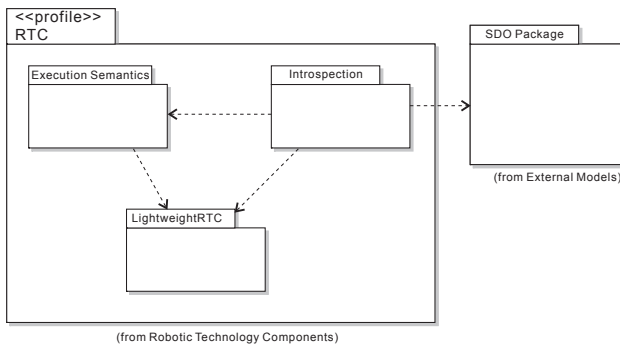 <<profile>>
RTC
SDO Package
Execution Semantics
Introspection
(from External Models)
LightweightRTC
(from Robotic Technology Components)